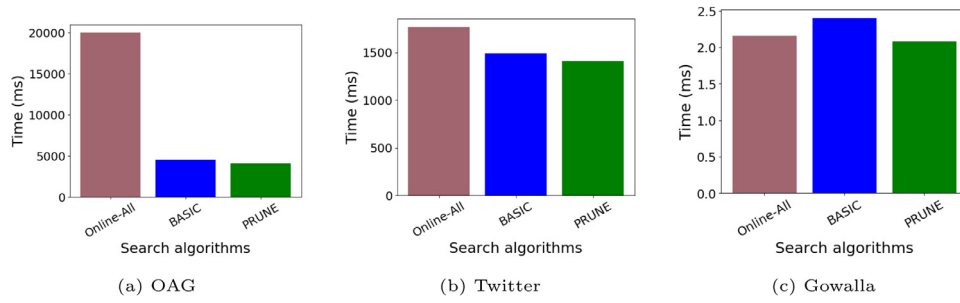 20000
15000
10000
5000
0
Time (ms)
Online-All
BASIC
PRUNE
Search algorithms
(a) OAG
1500
1000
500
0
Time (ms)
Online-All
BASIC
PRUNE
Search algorithms
(b) Twitter
2.5
2.0
1.5
1.0
0.5
0.0
Time (ms)
Online-All
BASIC
PRUNE
Search algorithms
(c) Gowalla